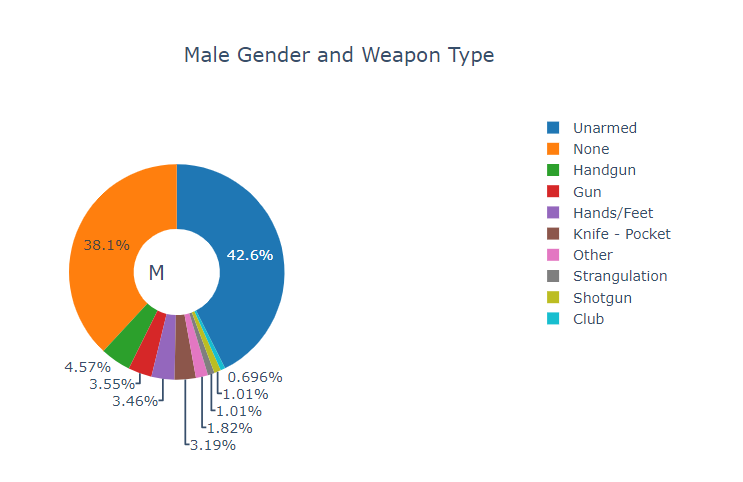 Male Gender and Weapon Type
Unarmed
None
Handgun
Gun
Hands/Feet
Knife - Pocket
Other
Strangulation
Shotgun
Club
38.1%
42.6%
M
4.57%
3.55%
3.46%
0.696%
1.01%
1.01%
1.82%
3.19%